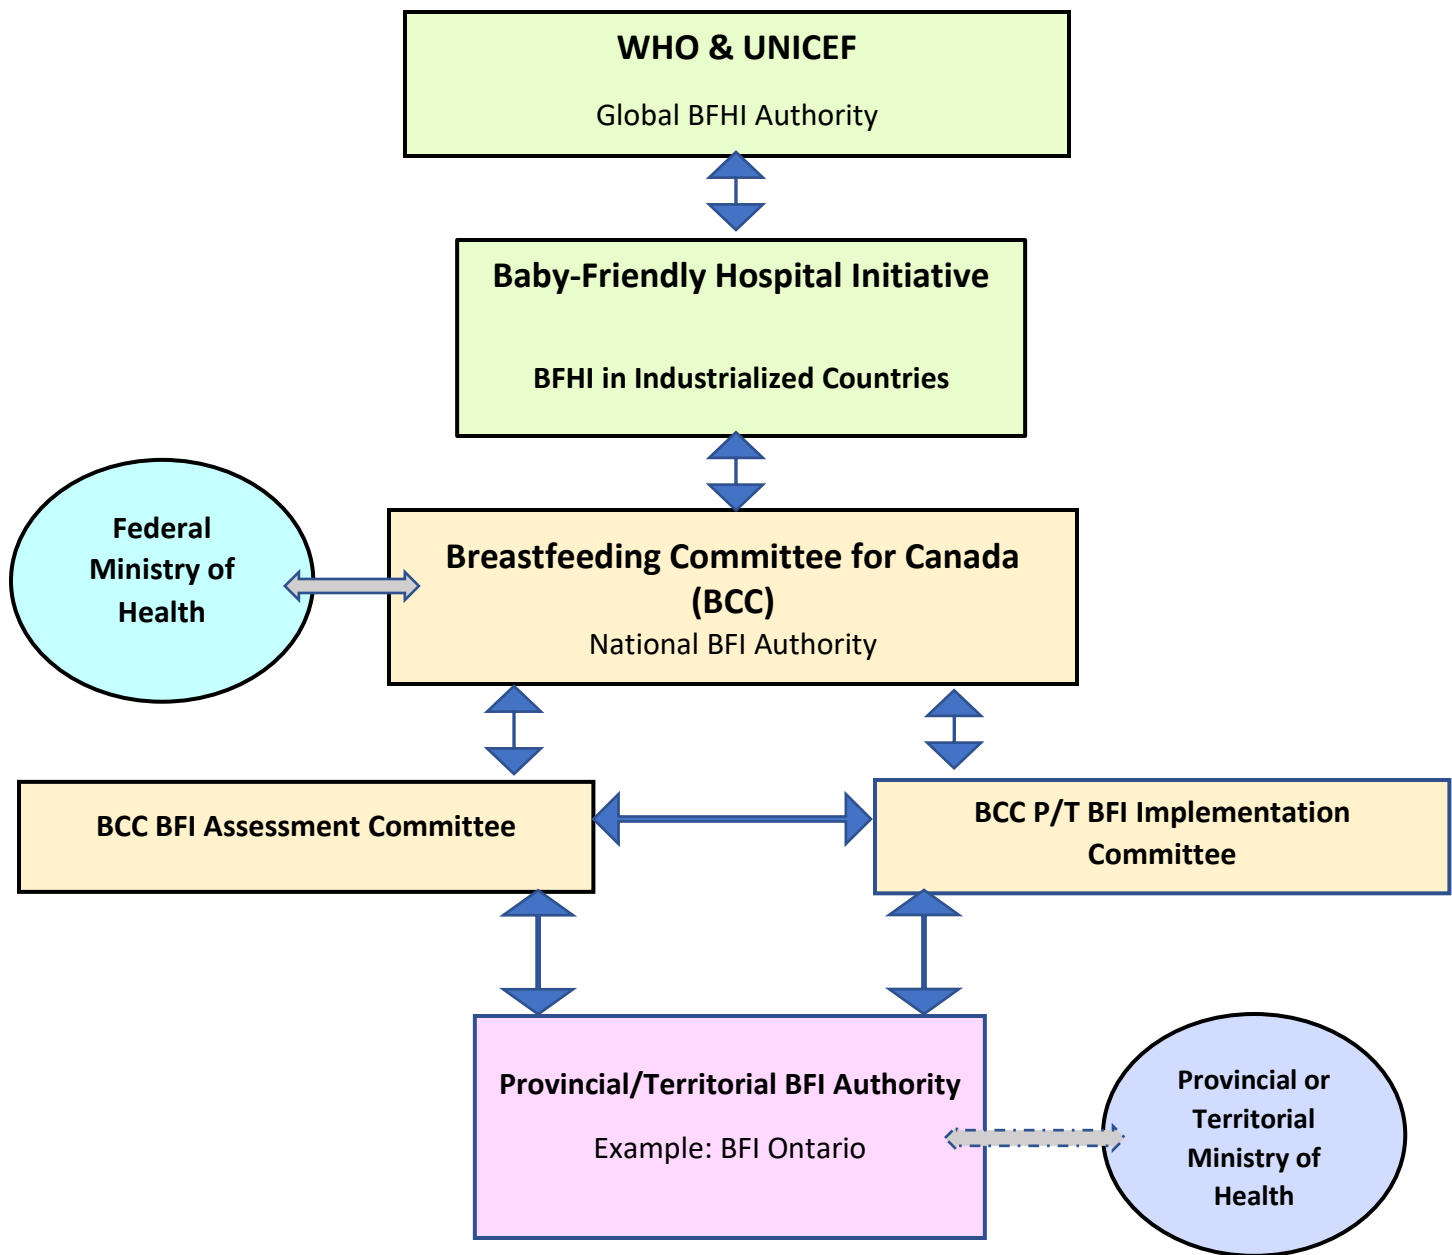 WHO & UNICEF
Global BFHI Authority
Baby-Friendly Hospital Initiative
BFHI in Industrialized Countries
Federal
Ministry of
Health
Breastfeeding Committee for Canada
(BCC)
National BFI Authority
BCC BFI Assessment Committee
BCC P/T BFI Implementation
Committee
Provincial/Territorial BFI Authority
Example: BFI Ontario
Provincial or
Territorial
Ministry of
Health